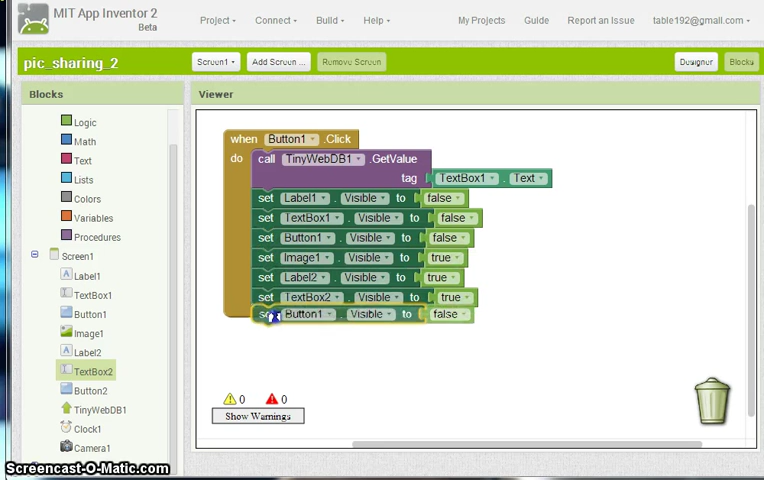 MIT App Inventor 2
Beta
Project Connect Build Help My Projects Guide Report an Issue table192@gmail.com
pic_sharing_2 Screen1 Add Screen ... Remove Screen Designer Blocks
Blocks
Logic
Math
Text
Lists
Colors
Variables
Procedures
Screen1
Label1
TextBox1
Button1
Image1
Label2
TextBox2
Button2
TinyWebDB1
Clock1
Camera1
Viewer
when Button1 .Click
do call TinyWebDB1 .GetValue
tag TextBox1 . Text
set Label1 . Visible to false
set TextBox1 . Visible to false
set Button1 . Visible to false
set Image1 . Visible to true
set Label2 . Visible to true
set TextBox2 . Visible to true
set Button1 . Visible to false
0 0
Show Warnings
Screencast-O-Matic.com